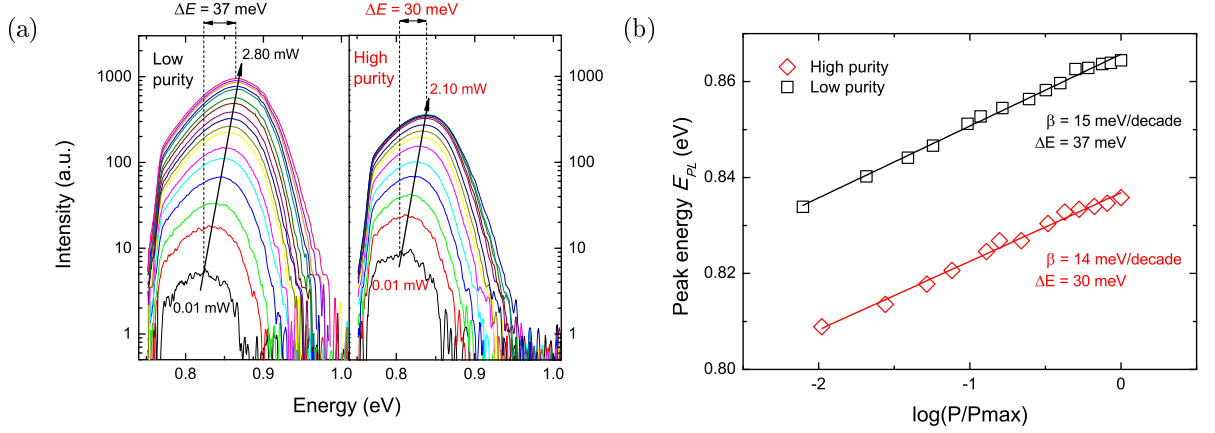 (a)
ΔE = 37 meV
ΔE = 30 meV
Low
purity
2.80 mW
High
purity
2.10 mW
0.01 mW
0.01 mW
1000
100
10
1
1000
100
10
1
0.8
0.9
1.0
0.8
0.9
1.0
Intensity (a.u.)
Energy (eV)
(b)
High purity
Low purity
β = 15 meV/decade
ΔE = 37 meV
β = 14 meV/decade
ΔE = 30 meV
0.86
0.84
0.82
0.80
-2
-1
0
Peak energy E_PL (eV)
log(P/Pmax)